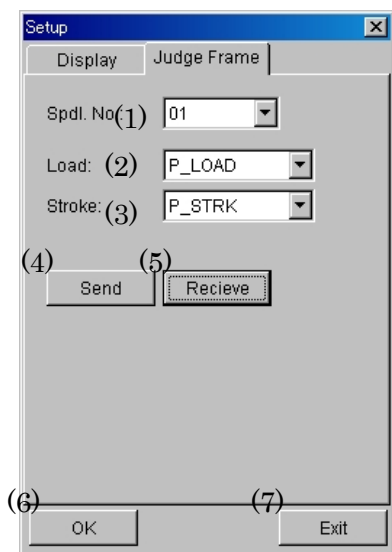 Setup
Display Judge Frame
Spdl. No.: (1) 01
Load: (2) P_LOAD
Stroke: (3) P_STRK
(4) (5)
Send Recieve
(6) (7)
OK Exit